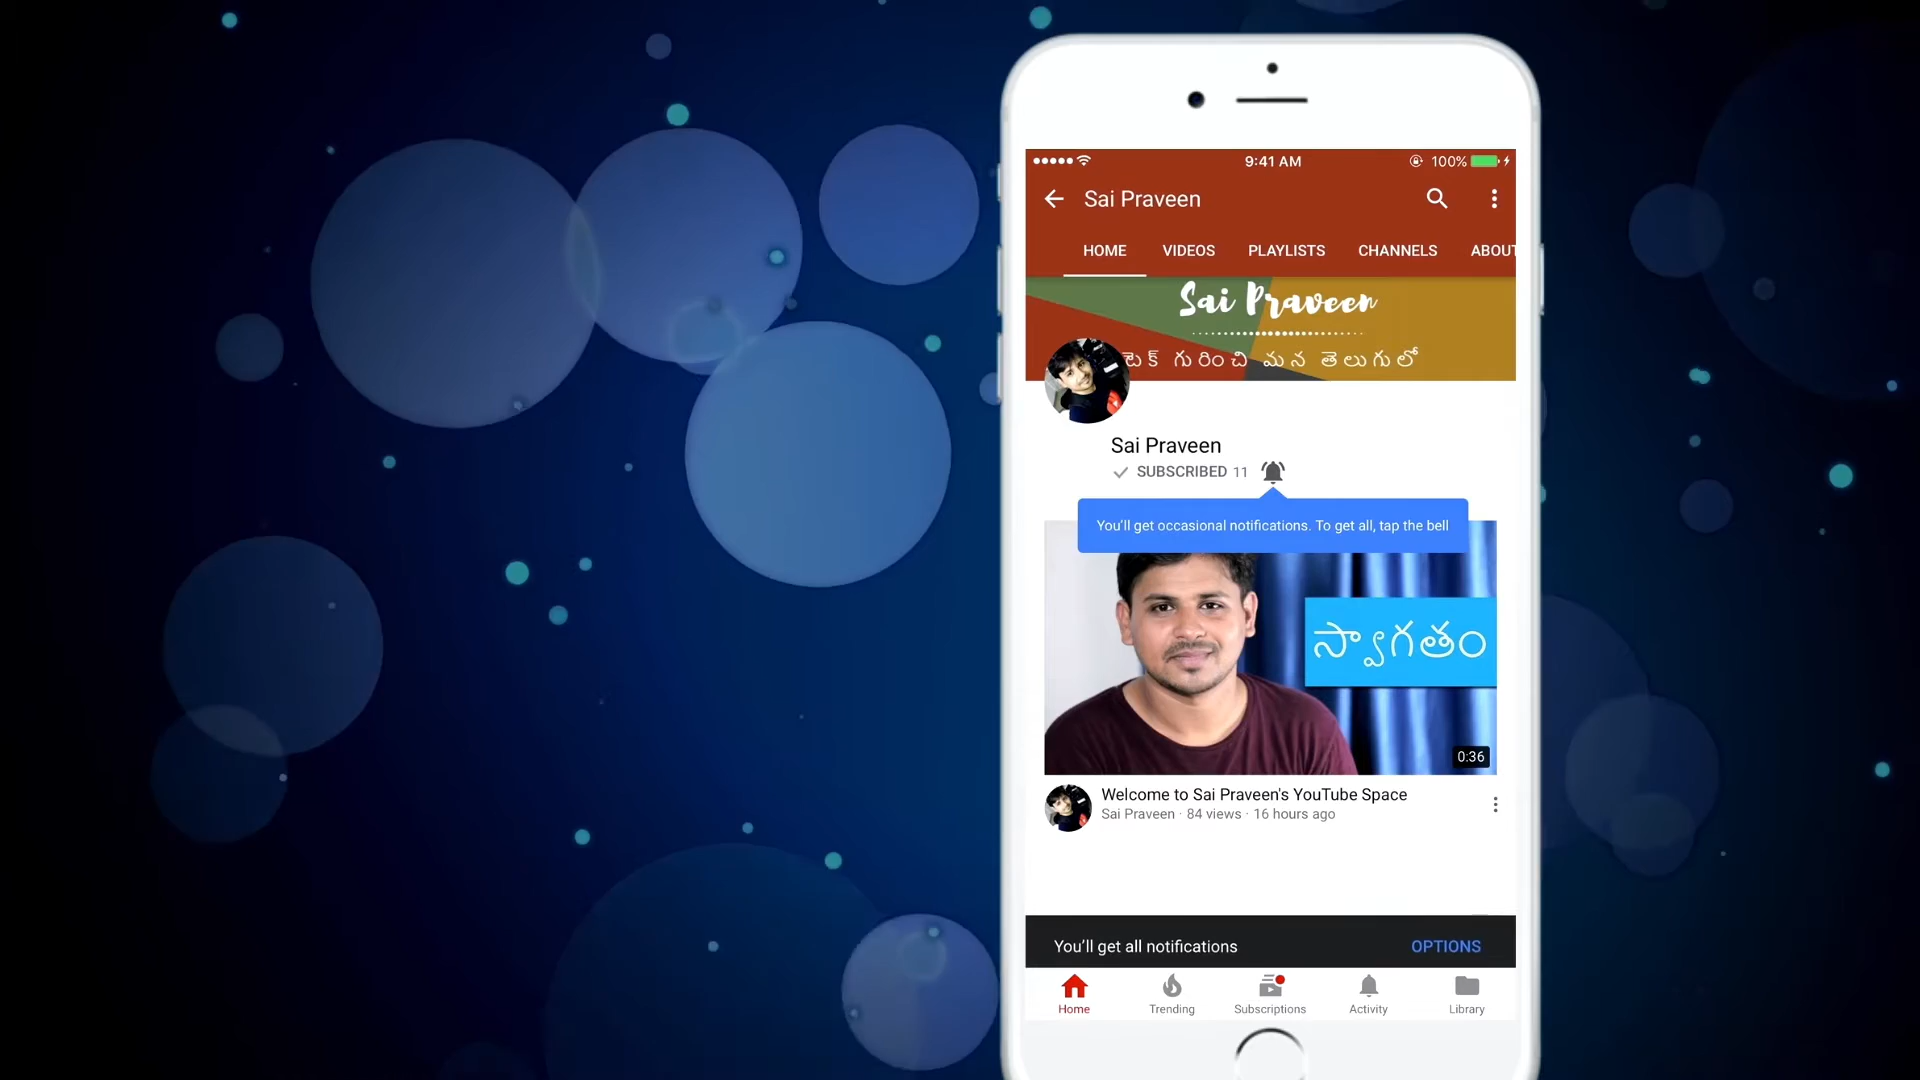 9:41 AM
100%
Sai Praveen
HOME VIDEOS PLAYLISTS CHANNELS ABOUT
Sai Praveen
టెక్ గురించి మన తెలుగులో
Sai Praveen
SUBSCRIBED 11
You'll get occasional notifications. To get all, tap the bell
స్వాగతం
0:36
Welcome to Sai Praveen's YouTube Space
Sai Praveen · 84 views · 16 hours ago
You'll get all notifications OPTIONS
Home Trending Subscriptions Activity Library